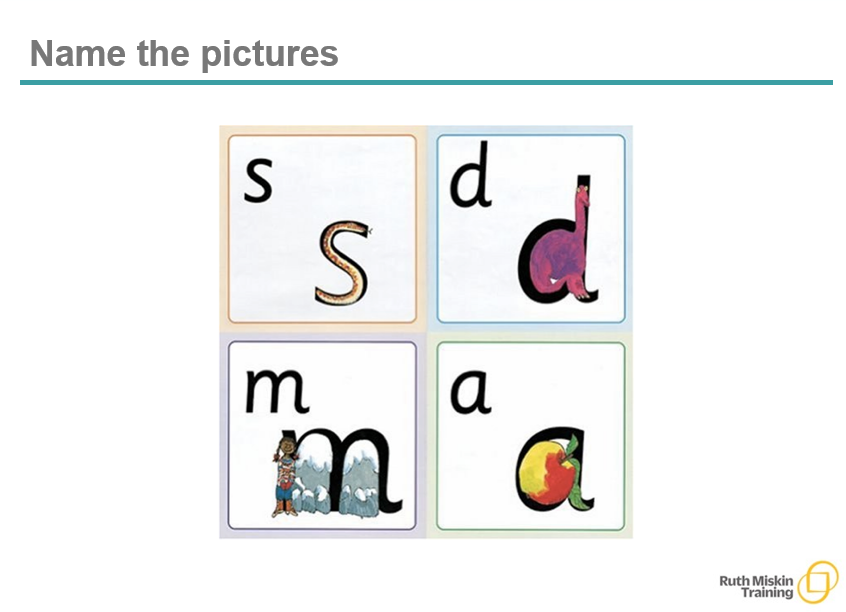 Name the pictures
s
s
d
d
m
m
a
a
Ruth Miskin
Training